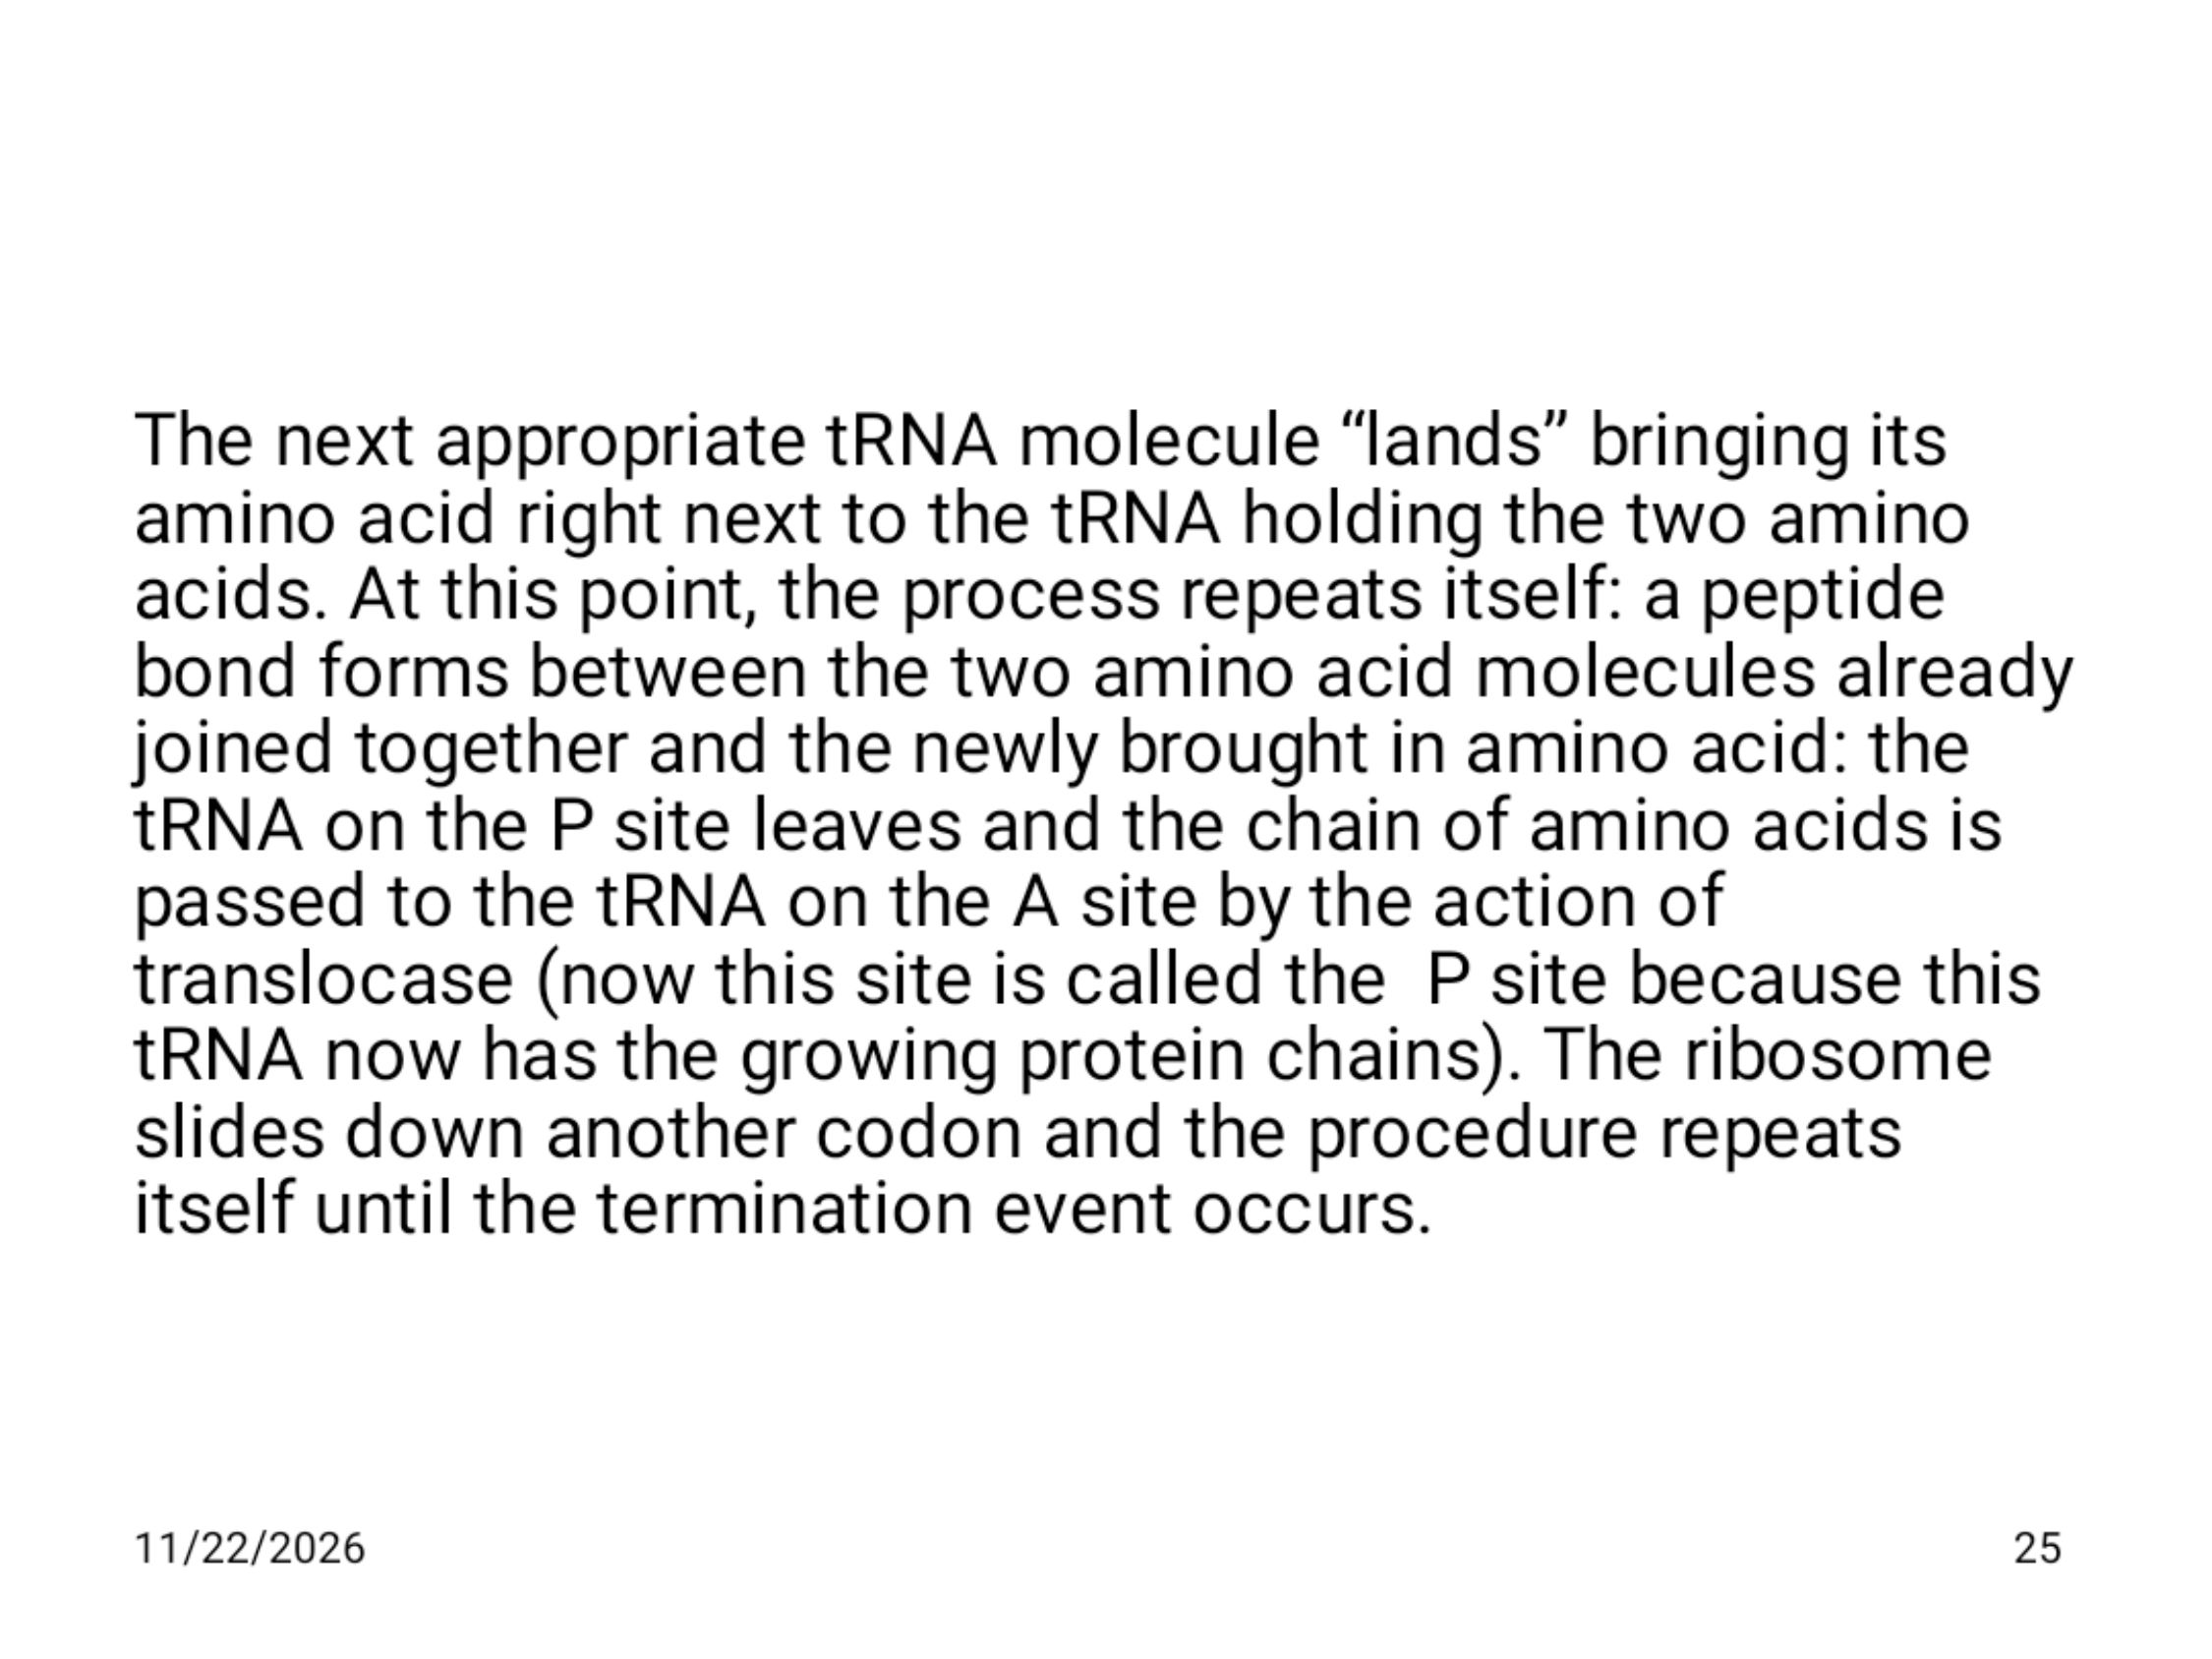 The next appropriate tRNA molecule “lands” bringing its
amino acid right next to the tRNA holding the two amino
acids. At this point, the process repeats itself: a peptide
bond forms between the two amino acid molecules already
joined together and the newly brought in amino acid: the
tRNA on the P site leaves and the chain of amino acids is
passed to the tRNA on the A site by the action of
translocase (now this site is called the  P site because this
tRNA now has the growing protein chains). The ribosome
slides down another codon and the procedure repeats
itself until the termination event occurs.
11/22/2026
25